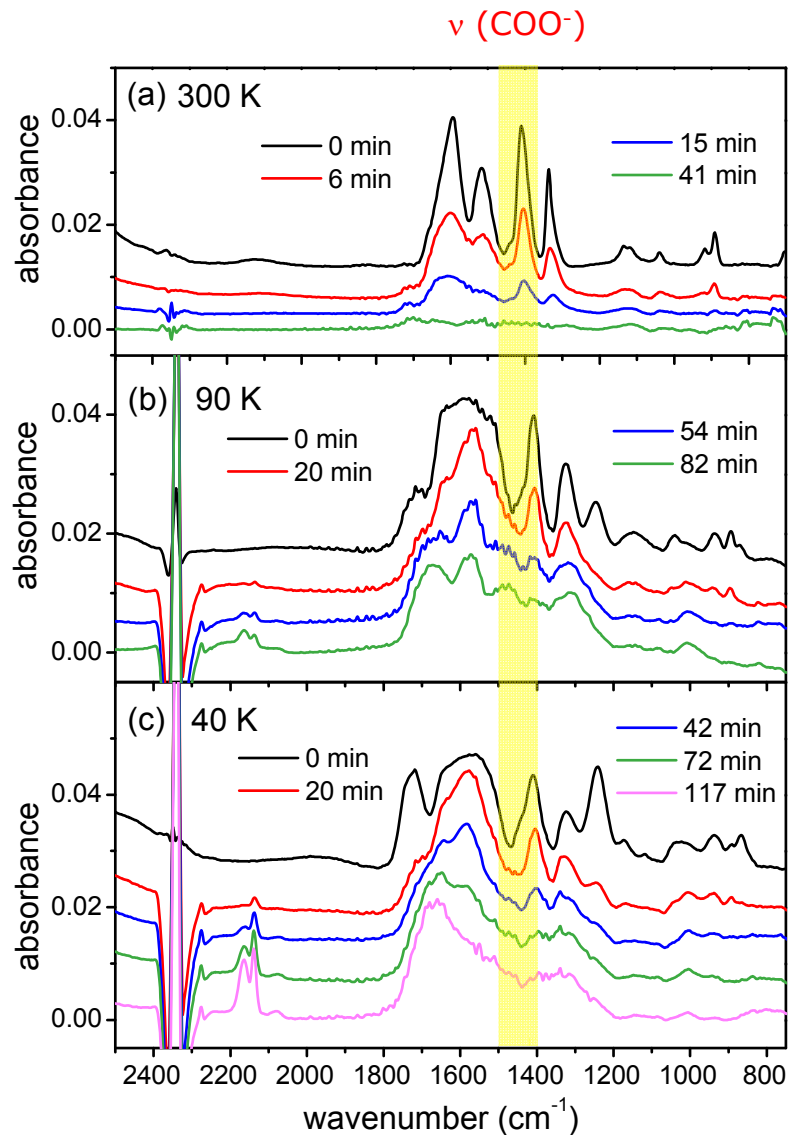 ν (COO⁻)
(a) 300 K
0 min
6 min
15 min
41 min
0.04
0.02
0.00
absorbance
(b) 90 K
0 min
20 min
54 min
82 min
0.04
0.02
0.00
absorbance
(c) 40 K
0 min
20 min
42 min
72 min
117 min
0.04
0.02
0.00
absorbance
2400 2200 2000 1800 1600 1400 1200 1000 800
wavenumber (cm⁻¹)